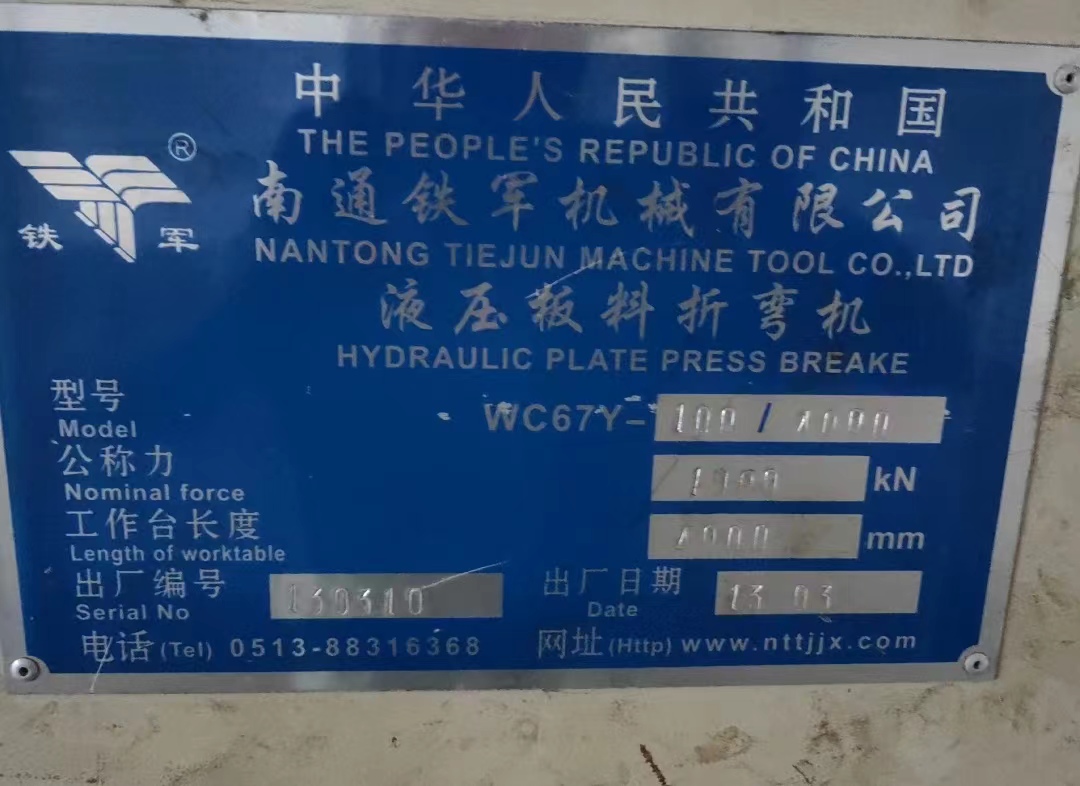 中华人民共和国
THE PEOPLE'S REPUBLIC OF CHINA
®
铁军
南通铁军机械有限公司
NANTONG TIEJUN MACHINE TOOL CO.,LTD
液压板料折弯机
HYDRAULIC PLATE PRESS BREAKE
型号 WC67Y-100/4000
Model
公称力 1000 kN
Nominal force
工作台长度 4000 mm
Length of worktable
出厂编号 130310 出厂日期 13 03
Serial No Date
电话(Tel) 0513-88316368 网址(Http) www.nttjjx.com